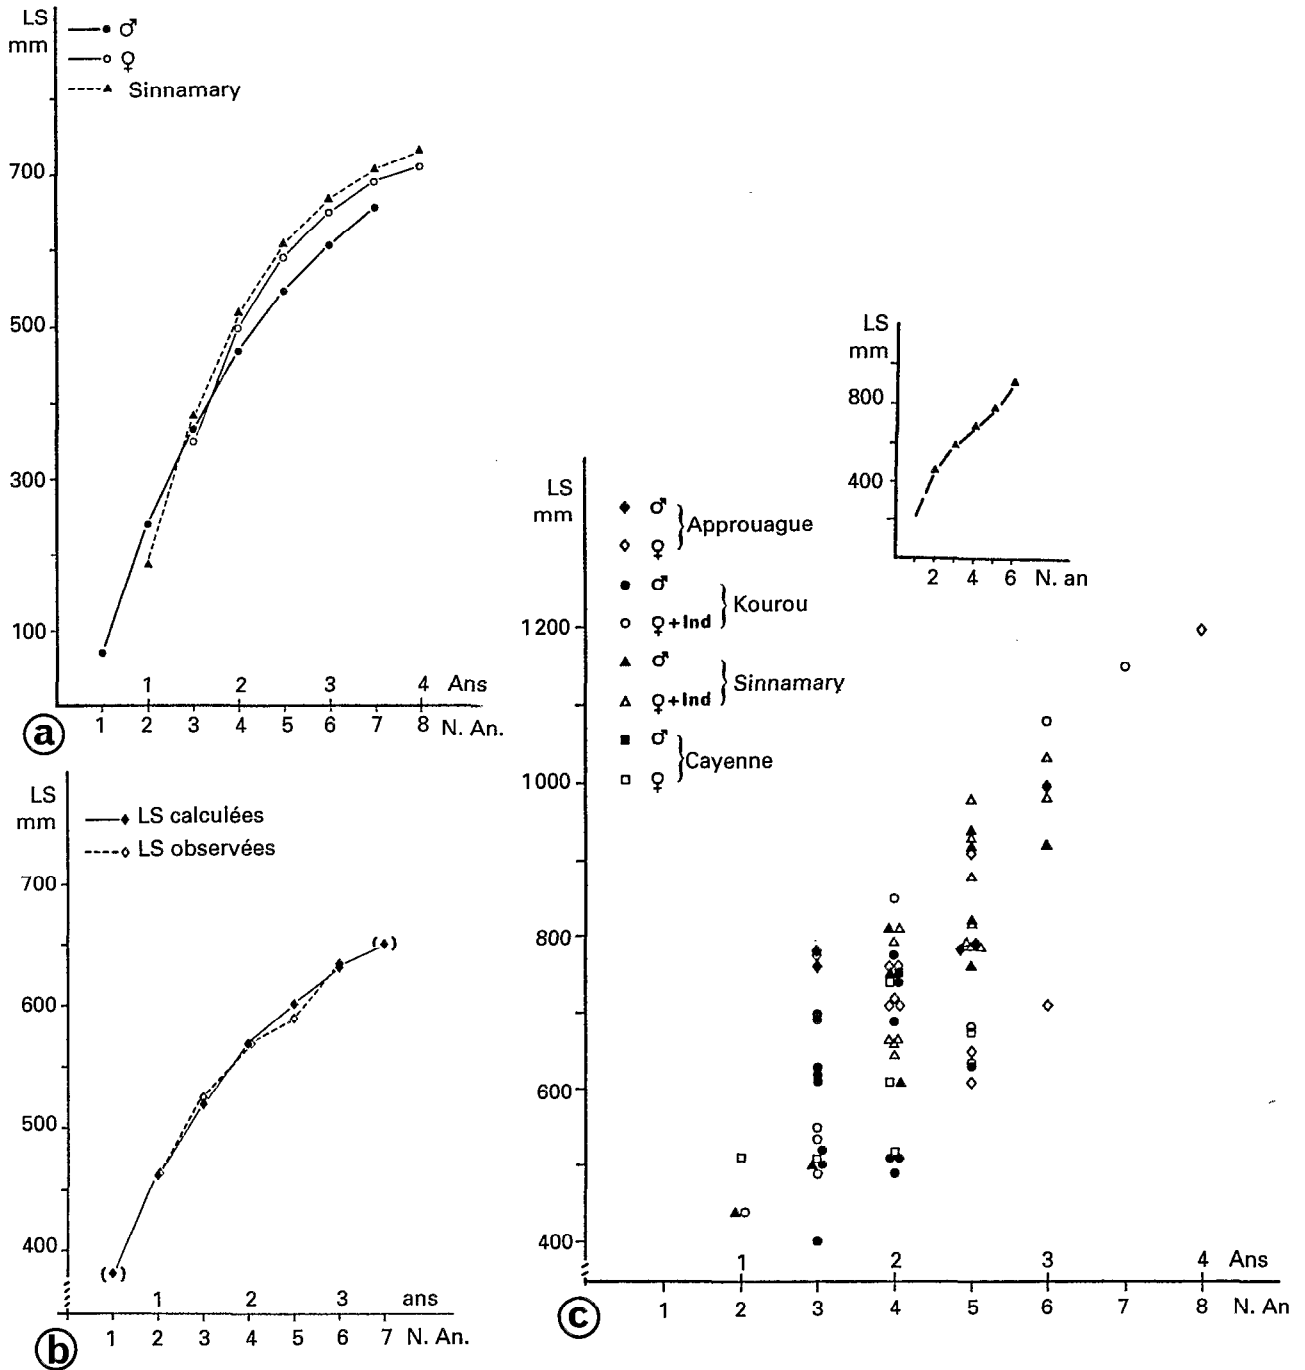 LS
mm
♂
♀
Sinnamary
700
500
300
100
1 2 3 4 Ans
1 2 3 4 5 6 7 8 N. An.
a
LS
mm
LS calculées
LS observées
700
600
500
400
( )
( )
1 2 3 ans
1 2 3 4 5 6 7 N. An.
b
LS
mm
800
400
2 4 6 N. an
LS
mm
♂
♀
Approuague
♂
♀ + Ind
Kourou
♂
♀ + Ind
Sinnamary
♂
♀
Cayenne
1200
1000
800
600
400
1 2 3 4 Ans
1 2 3 4 5 6 7 8 N. An
c